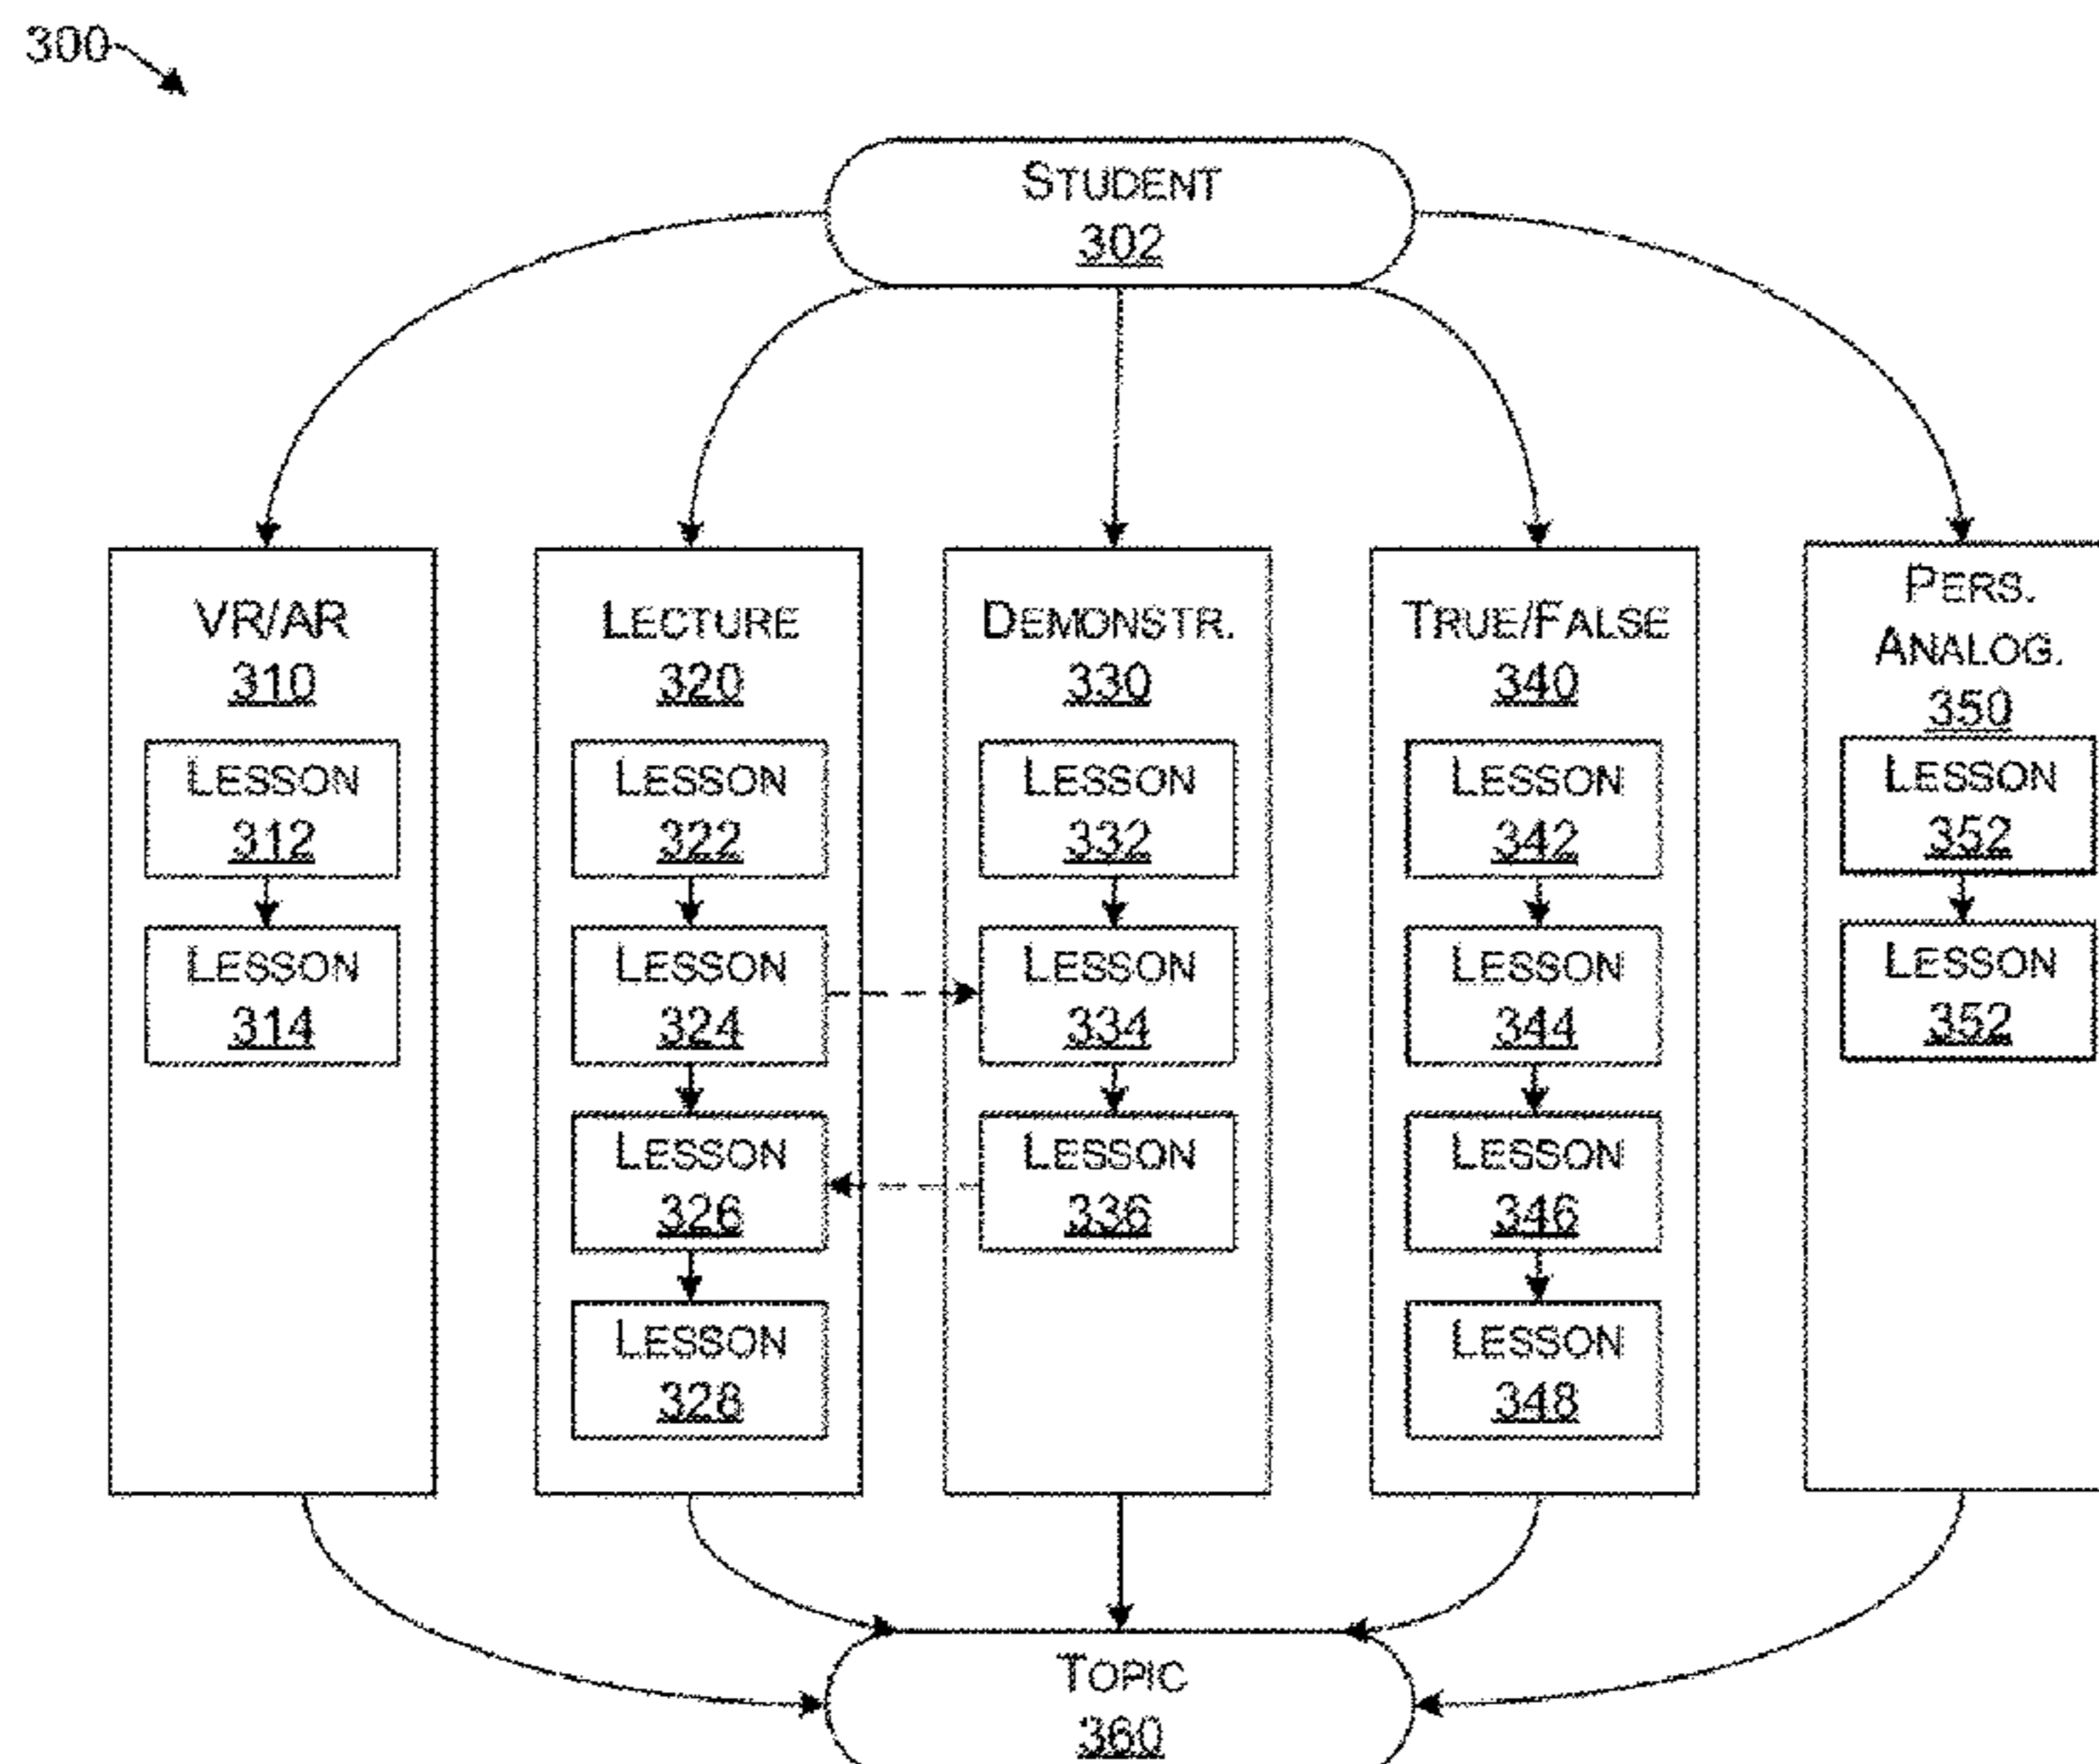 300
STUDENT
302
VR/AR
310
LESSON
312
LESSON
314
LECTURE
320
LESSON
322
LESSON
324
LESSON
326
LESSON
328
DEMONSTR.
330
LESSON
332
LESSON
334
LESSON
336
TRUE/FALSE
340
LESSON
342
LESSON
344
LESSON
346
LESSON
348
PERS.
ANALOG.
350
LESSON
352
LESSON
352
TOPIC
360